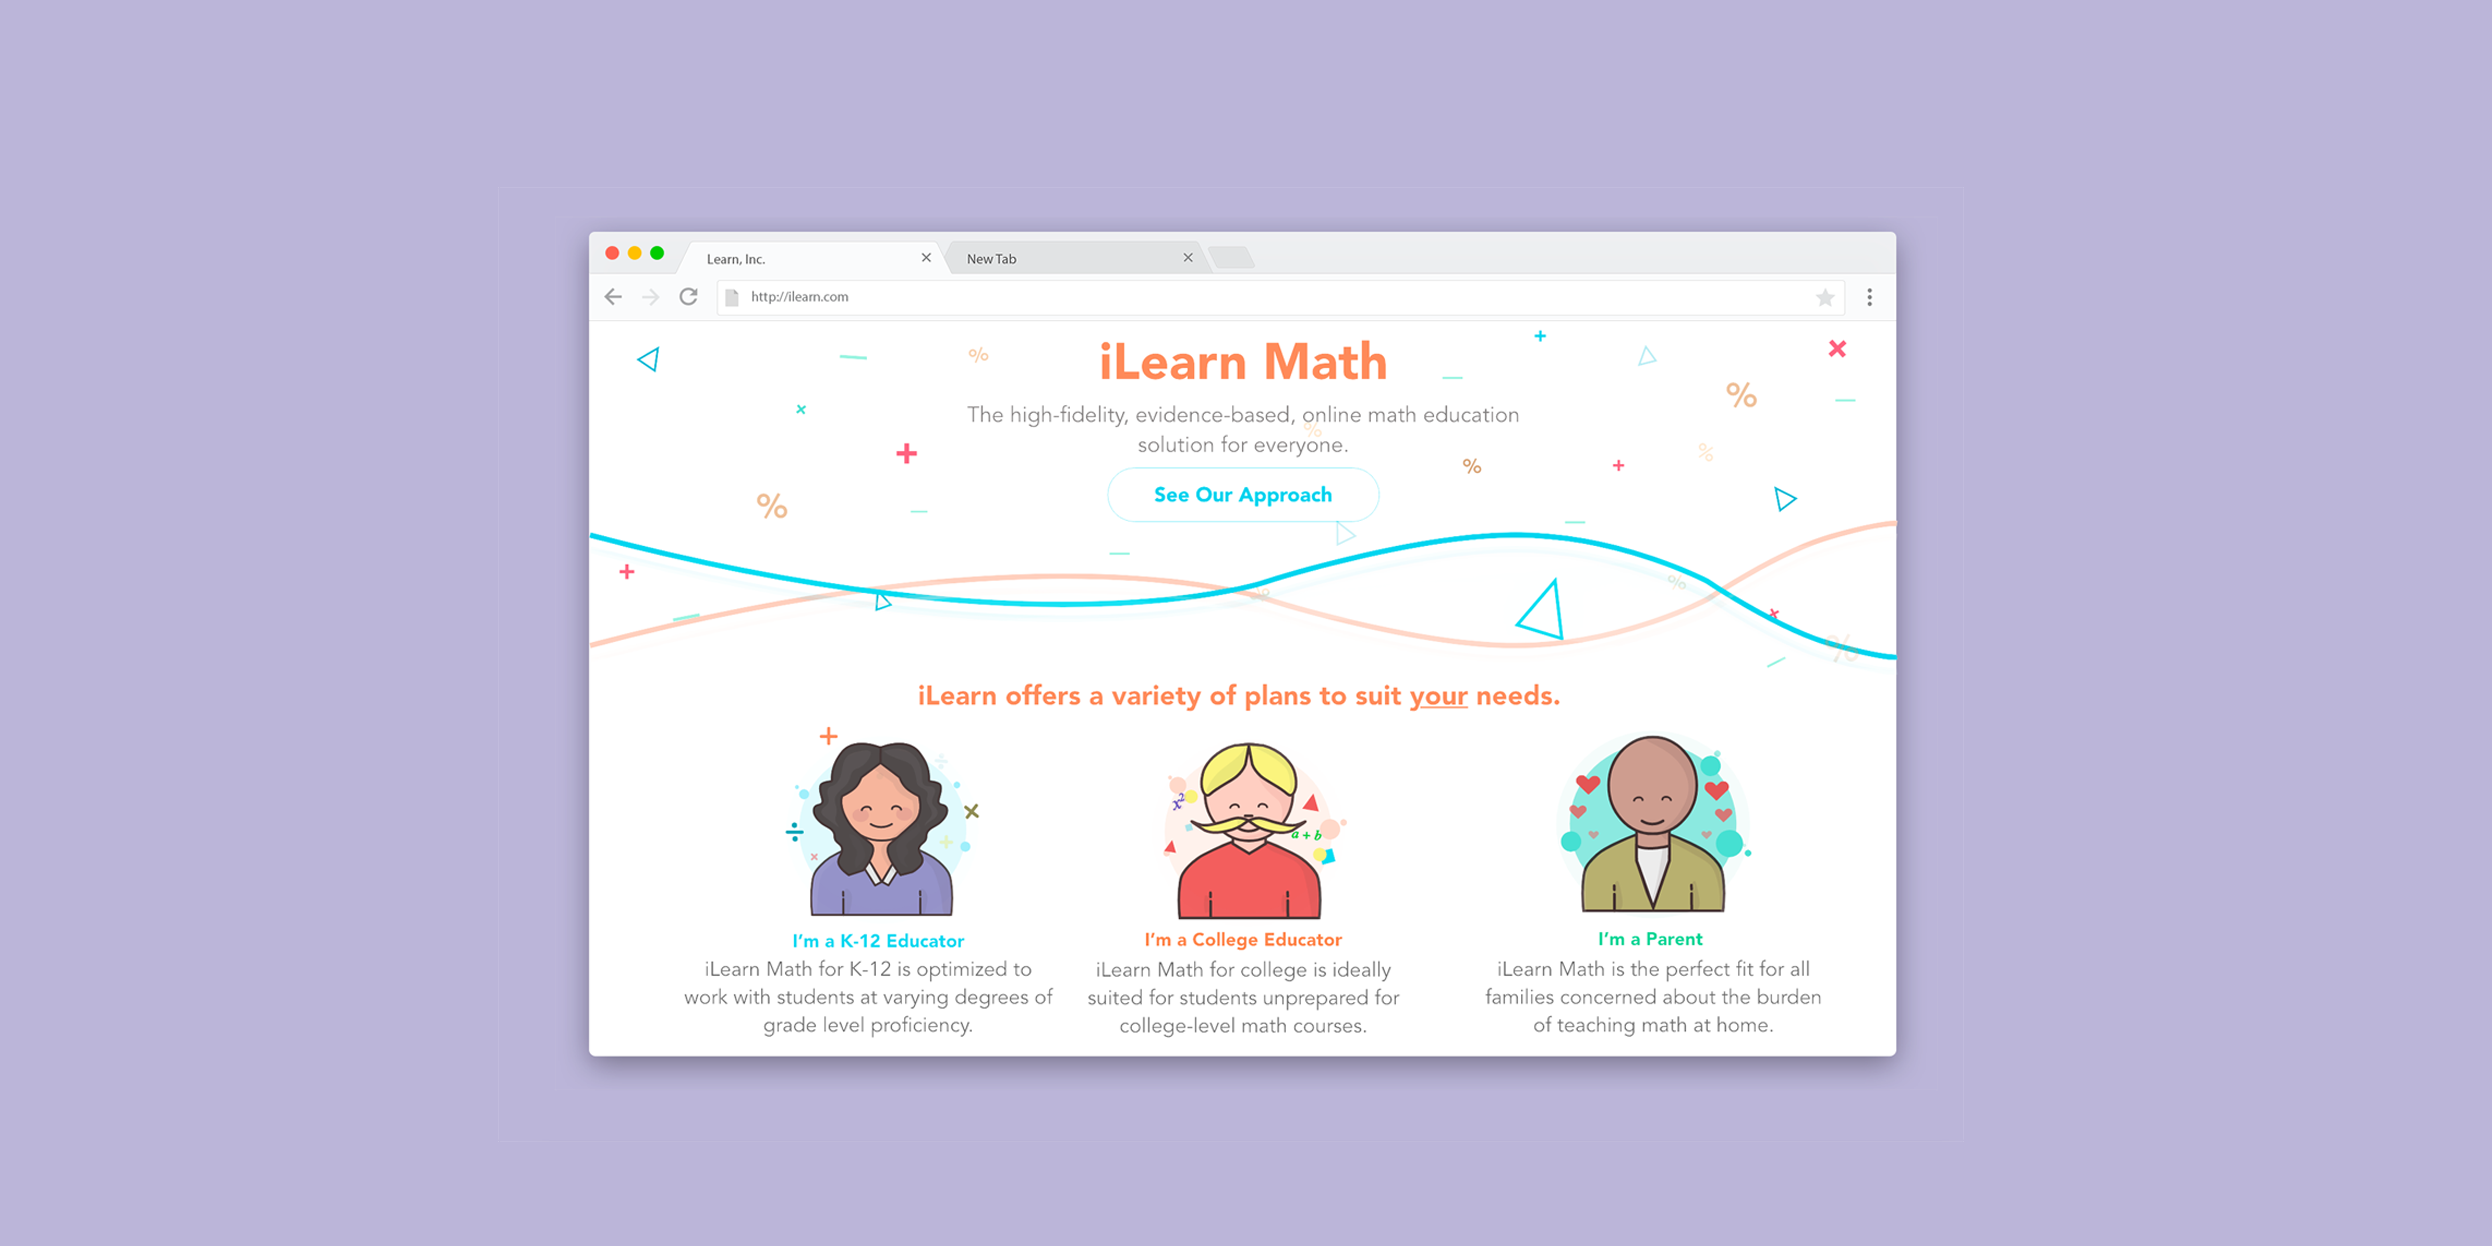 Learn, Inc.
New Tab
http://ilearn.com
iLearn Math
The high-fidelity, evidence-based, online math education
solution for everyone.
See Our Approach
iLearn offers a variety of plans to suit your needs.
x²
a + b
I'm a K-12 Educator
iLearn Math for K-12 is optimized to
work with students at varying degrees of
grade level proficiency.
I'm a College Educator
iLearn Math for college is ideally
suited for students unprepared for
college-level math courses.
I'm a Parent
iLearn Math is the perfect fit for all
families concerned about the burden
of teaching math at home.